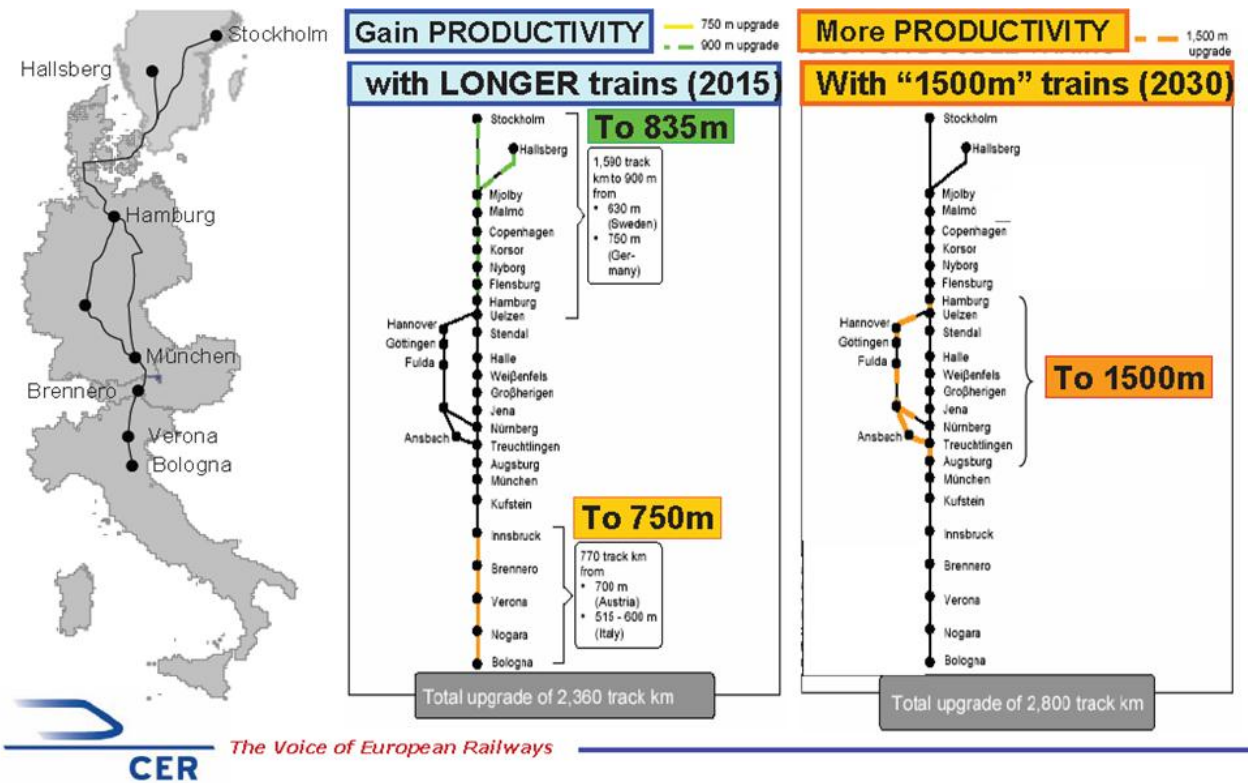 Stockholm
Hallsberg
Hamburg
München
Brennero
Verona
Bologna
Gain PRODUCTIVITY
750 m upgrade
900 m upgrade
with LONGER trains (2015)
Stockholm
To 835m
Hallsberg
1,590 track
km to 900 m
from
• 630 m
(Sweden)
• 750 m
(Ger-
many)
Mjolby
Malmö
Copenhagen
Korsor
Nyborg
Flensburg
Hamburg
Uelzen
Hannover
Stendal
Göttingen
Fulda
Halle
Weißenfels
Großherigen
Jena
Nürnberg
Ansbach
Treuchtlingen
Augsburg
München
Kufstein
To 750m
Innsbruck
770 track km
from
• 700 m
(Austria)
• 515 - 600 m
(Italy)
Brennero
Verona
Nogara
Bologna
Total upgrade of 2,360 track km
More PRODUCTIVITY
1,500 m
upgrade
With “1500m” trains (2030)
Stockholm
Hallsberg
Mjolby
Malmö
Copenhagen
Korsor
Nyborg
Flensburg
Hamburg
Uelzen
Hannover
Stendal
Göttingen
Fulda
Halle
Weißenfels
Großherigen
To 1500m
Jena
Nürnberg
Ansbach
Treuchtlingen
Augsburg
München
Kufstein
Innsbruck
Brennero
Verona
Nogara
Bologna
Total upgrade of 2,800 track km
The Voice of European Railways
CER